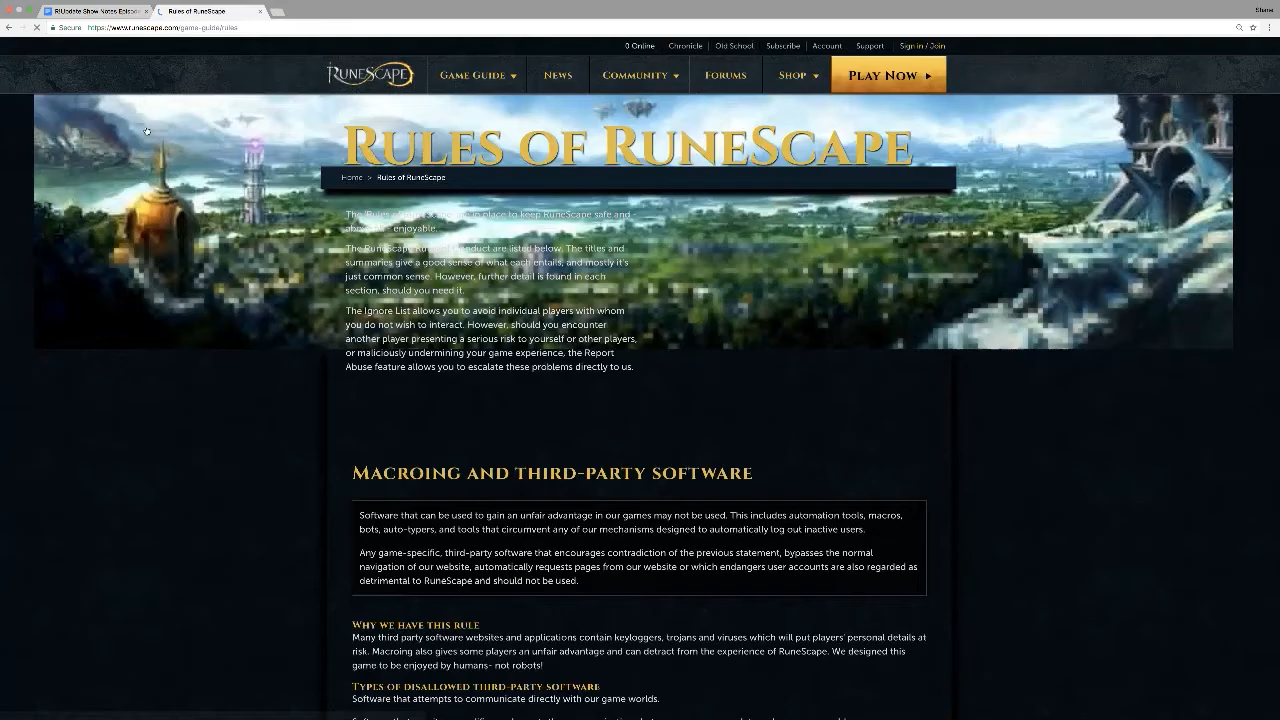 R!Update Show Notes Episode
Rules of RuneScape
Shane
Secure https://www.runescape.com/game-guide/rules
0 Online Chronicle Old School Subscribe Account Support Sign in / Join
RuneScape Game Guide News Community Forums Shop Play Now
Rules of RuneScape
Home > Rules of RuneScape
The 'Rules in place to keep RuneScape safe and -
enjoyable.
The RuneScape of Conduct are listed below. The titles and
summaries give a good sense of what each entails, and mostly it's
just common sense. However, further detail is found in each
section, should you need it.
The Ignore List allows you to avoid individual players with whom
you do not wish to interact. However, should you encounter
another player presenting a serious risk to yourself or other players,
or maliciously undermining your game experience, the Report
Abuse feature allows you to escalate these problems directly to us.
Macroing and third-party software
Software that can be used to gain an unfair advantage in our games may not be used. This includes automation tools, macros,
bots, auto-typers, and tools that circumvent any of our mechanisms designed to automatically log out inactive users.
Any game-specific, third-party software that encourages contradiction of the previous statement, bypasses the normal
navigation of our website, automatically requests pages from our website or which endangers user accounts are also regarded as
detrimental to RuneScape and should not be used.
Why we have this rule
Many third party software websites and applications contain keyloggers, trojans and viruses which will put players' personal details at
risk. Macroing also gives some players an unfair advantage and can detract from the experience of RuneScape. We designed this
game to be enjoyed by humans- not robots!
Types of disallowed third-party software
Software that attempts to communicate directly with our game worlds.